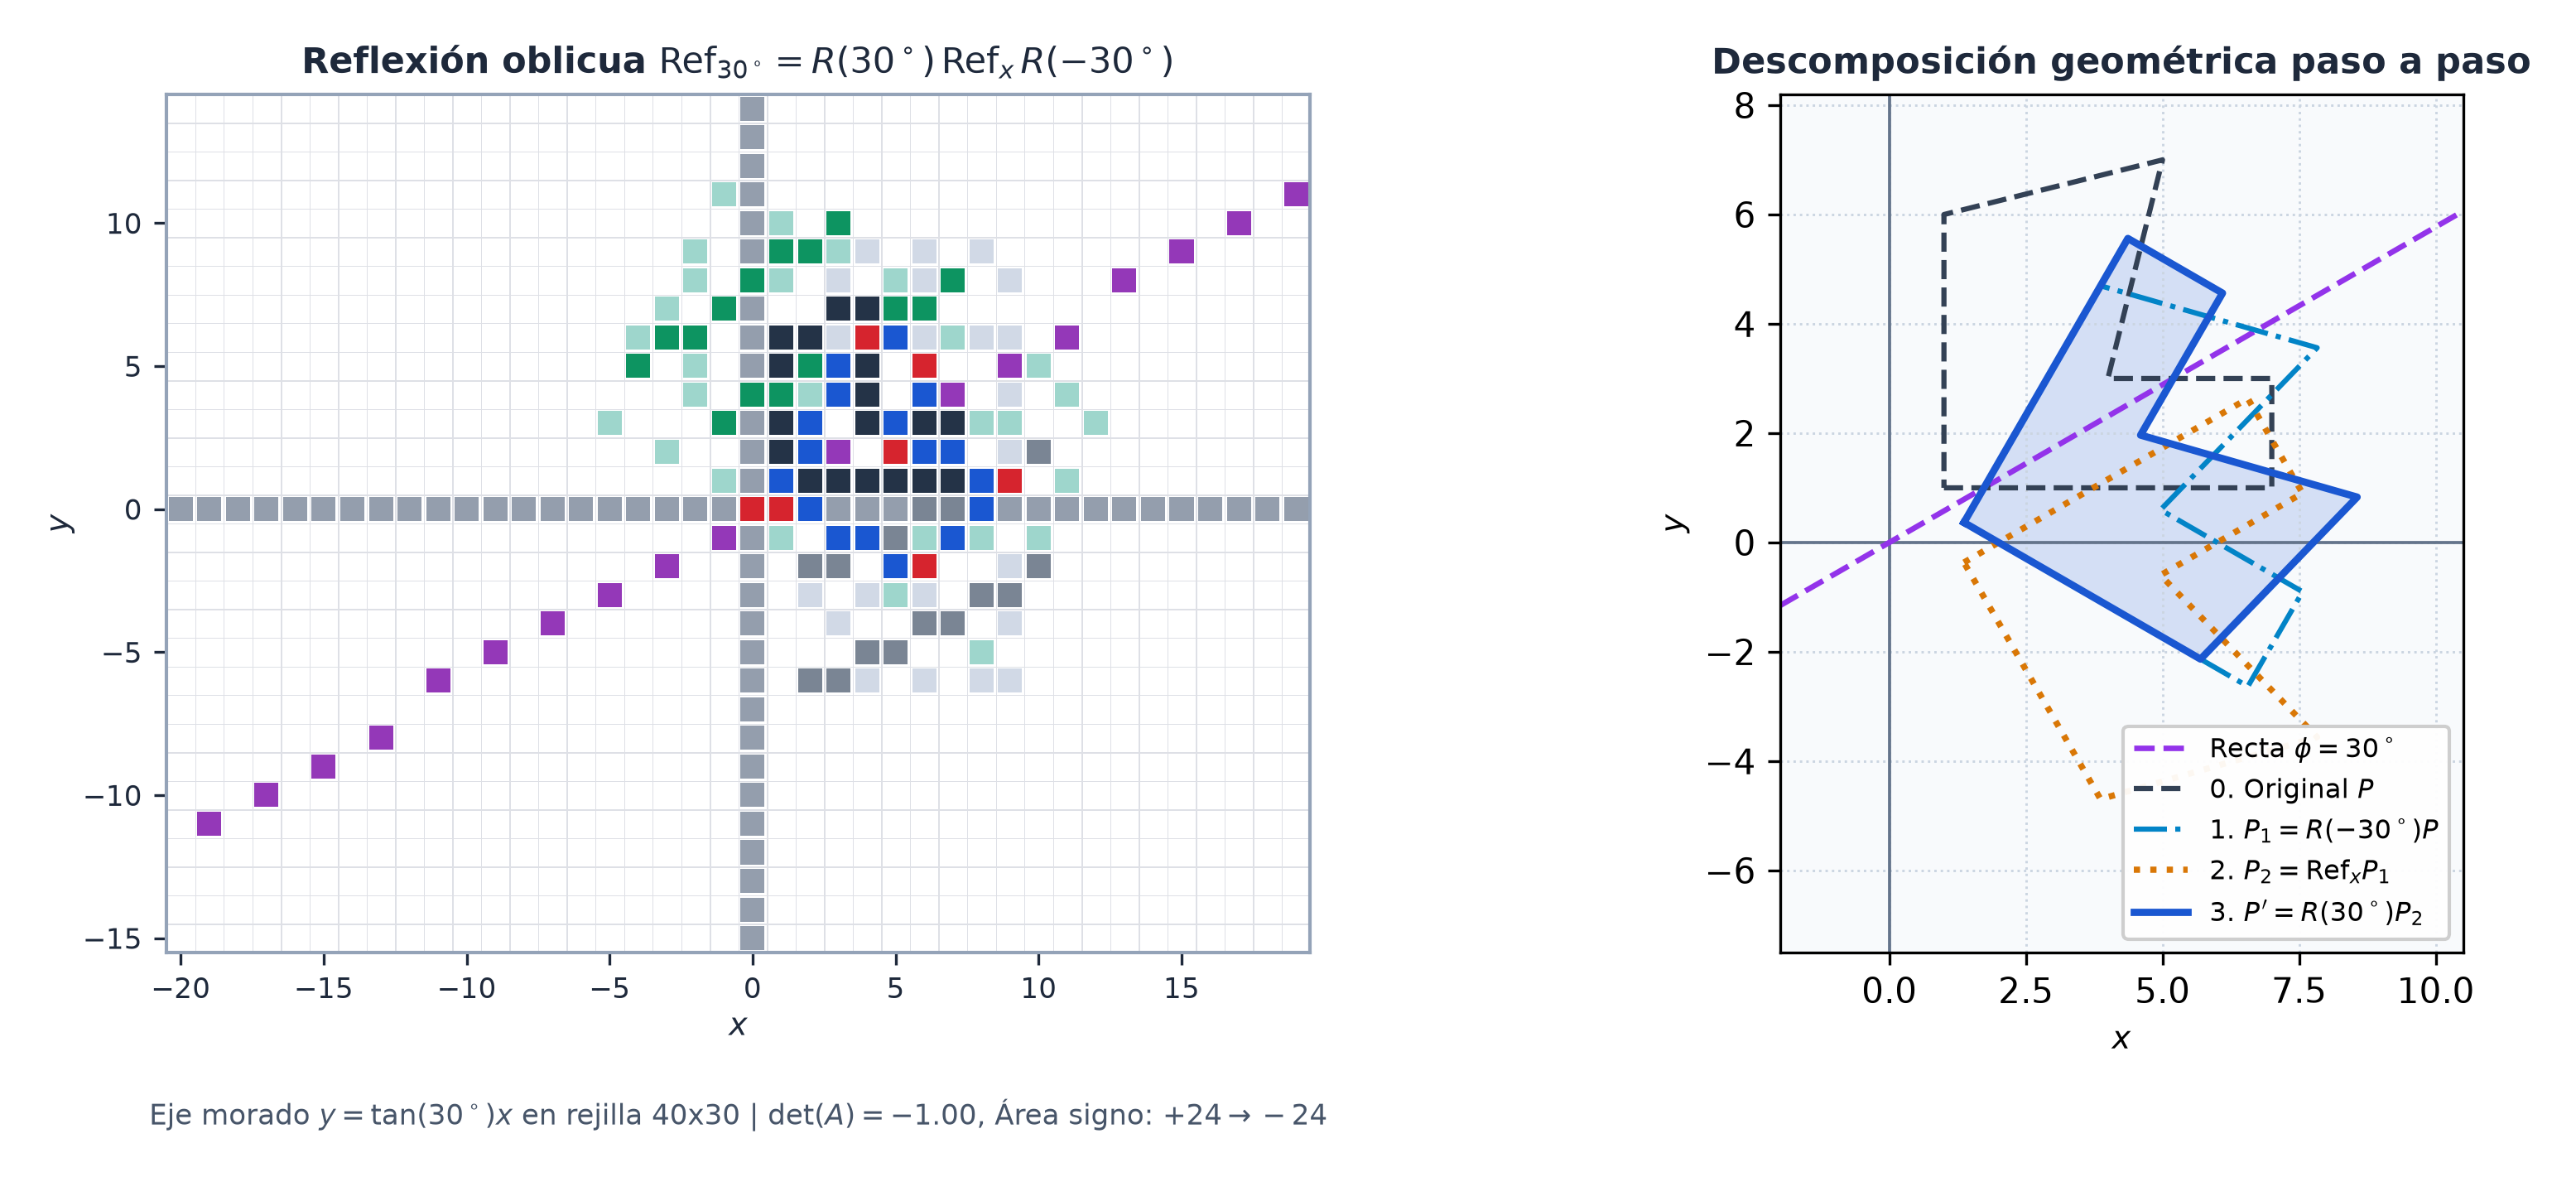 Reflexión oblicua Ref₃₀° = R(30°) Refₓ R(−30°)
10
5
0
−5
−10
−15
y
−20 −15 −10 −5 0 5 10 15
x
Eje morado y = tan(30°)x en rejilla 40x30 | det(A) = −1.00, Área signo: +24 → −24
Descomposición geométrica paso a paso
8
6
4
2
0
−2
−4
−6
y
0.0 2.5 5.0 7.5 10.0
x
Recta ϕ = 30°
0. Original P
1. P₁ = R(−30°)P
2. P₂ = RefₓP₁
3. P′ = R(30°)P₂